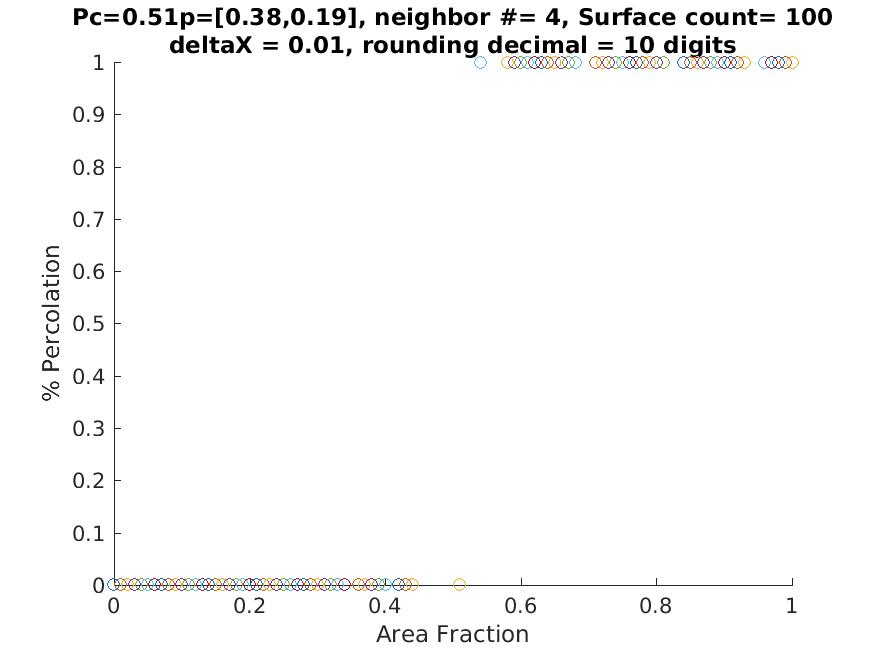 Pc=0.51p=[0.38,0.19], neighbor #= 4, Surface count= 100
deltaX = 0.01, rounding decimal = 10 digits
1
0.9
0.8
0.7
0.6
0.5
0.4
0.3
0.2
0.1
0
% Percolation
0 0.2 0.4 0.6 0.8 1
Area Fraction